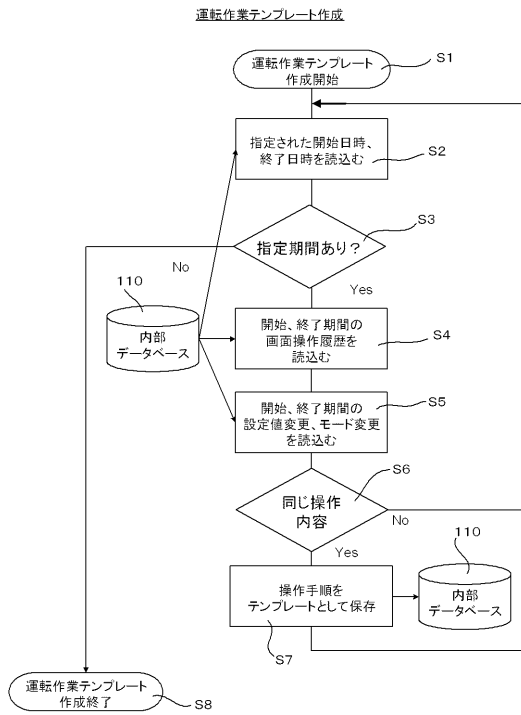 運転作業テンプレート作成
運転作業テンプレート
作成開始
S1
指定された開始日時、
終了日時を読込む
S2
S3
指定期間あり？
No
Yes
110
内部
データベース
開始、終了期間の
画面操作履歴を
読込む
S4
開始、終了期間の
設定値変更、モード変更
を読込む
S5
S6
同じ操作
内容
No
Yes
操作手順を
テンプレートとして保存
S7
110
内部
データベース
運転作業テンプレート
作成終了
S8